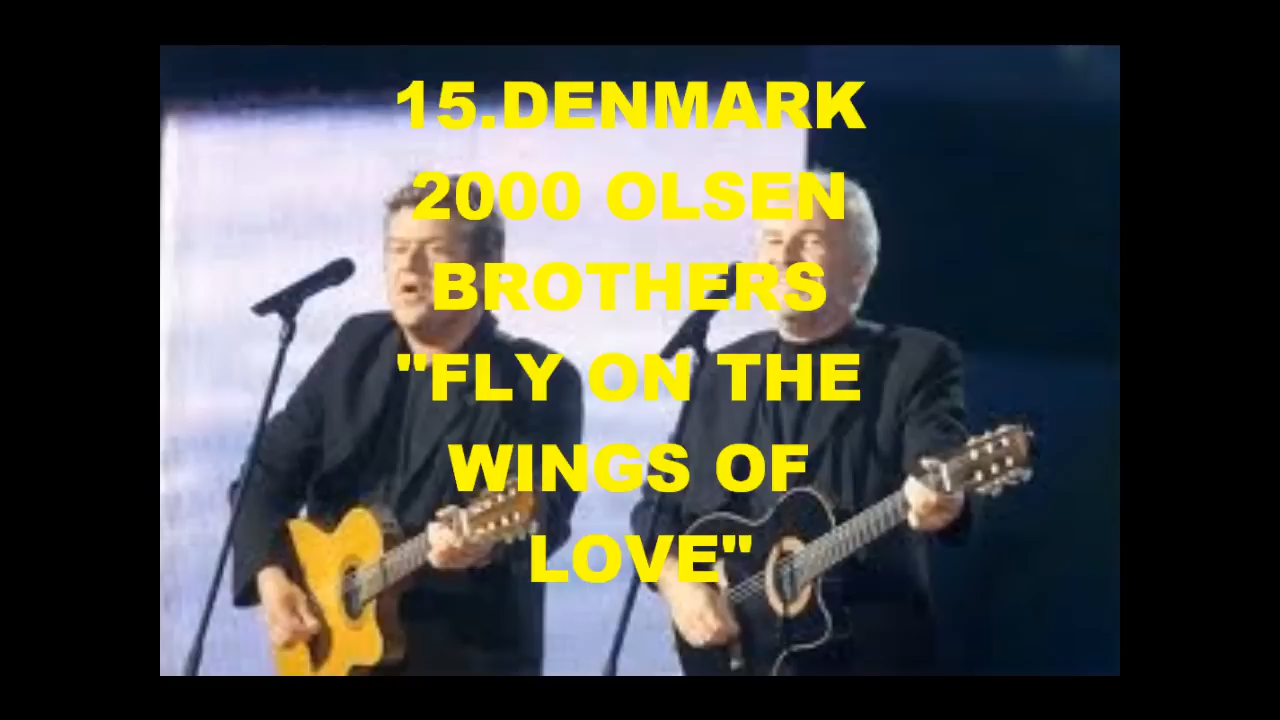 15.DENMARK
2000 OLSEN
BROTHERS
"FLY ON THE
WINGS OF
LOVE"